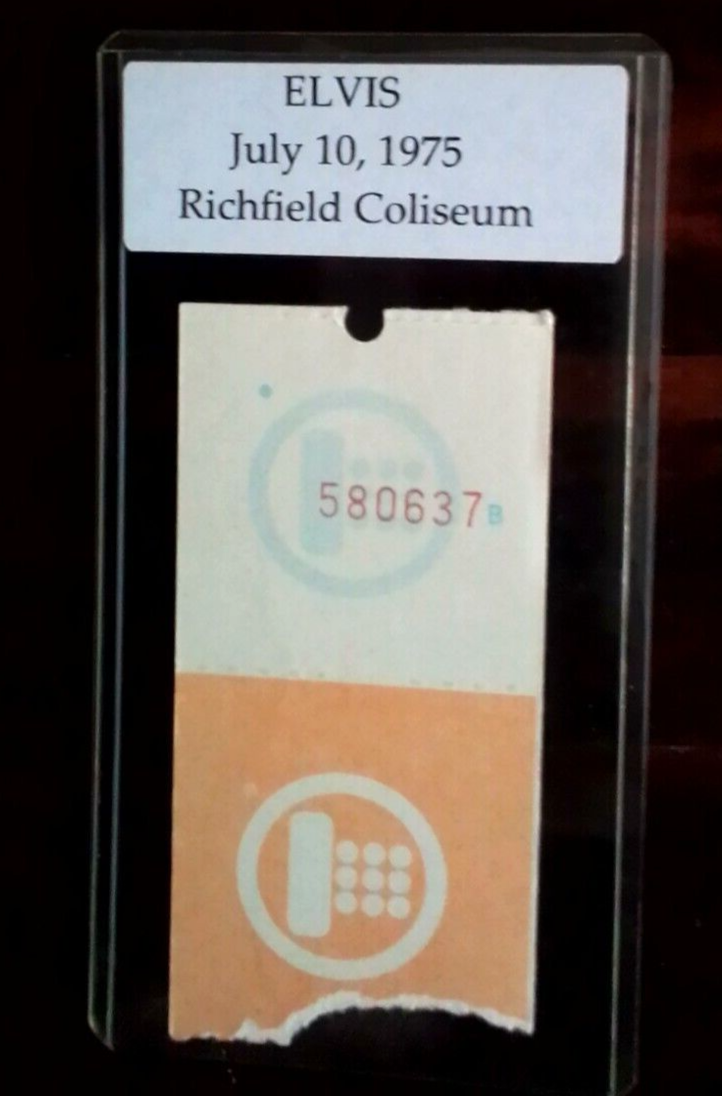 ELVIS
July 10, 1975
Richfield Coliseum
580637B